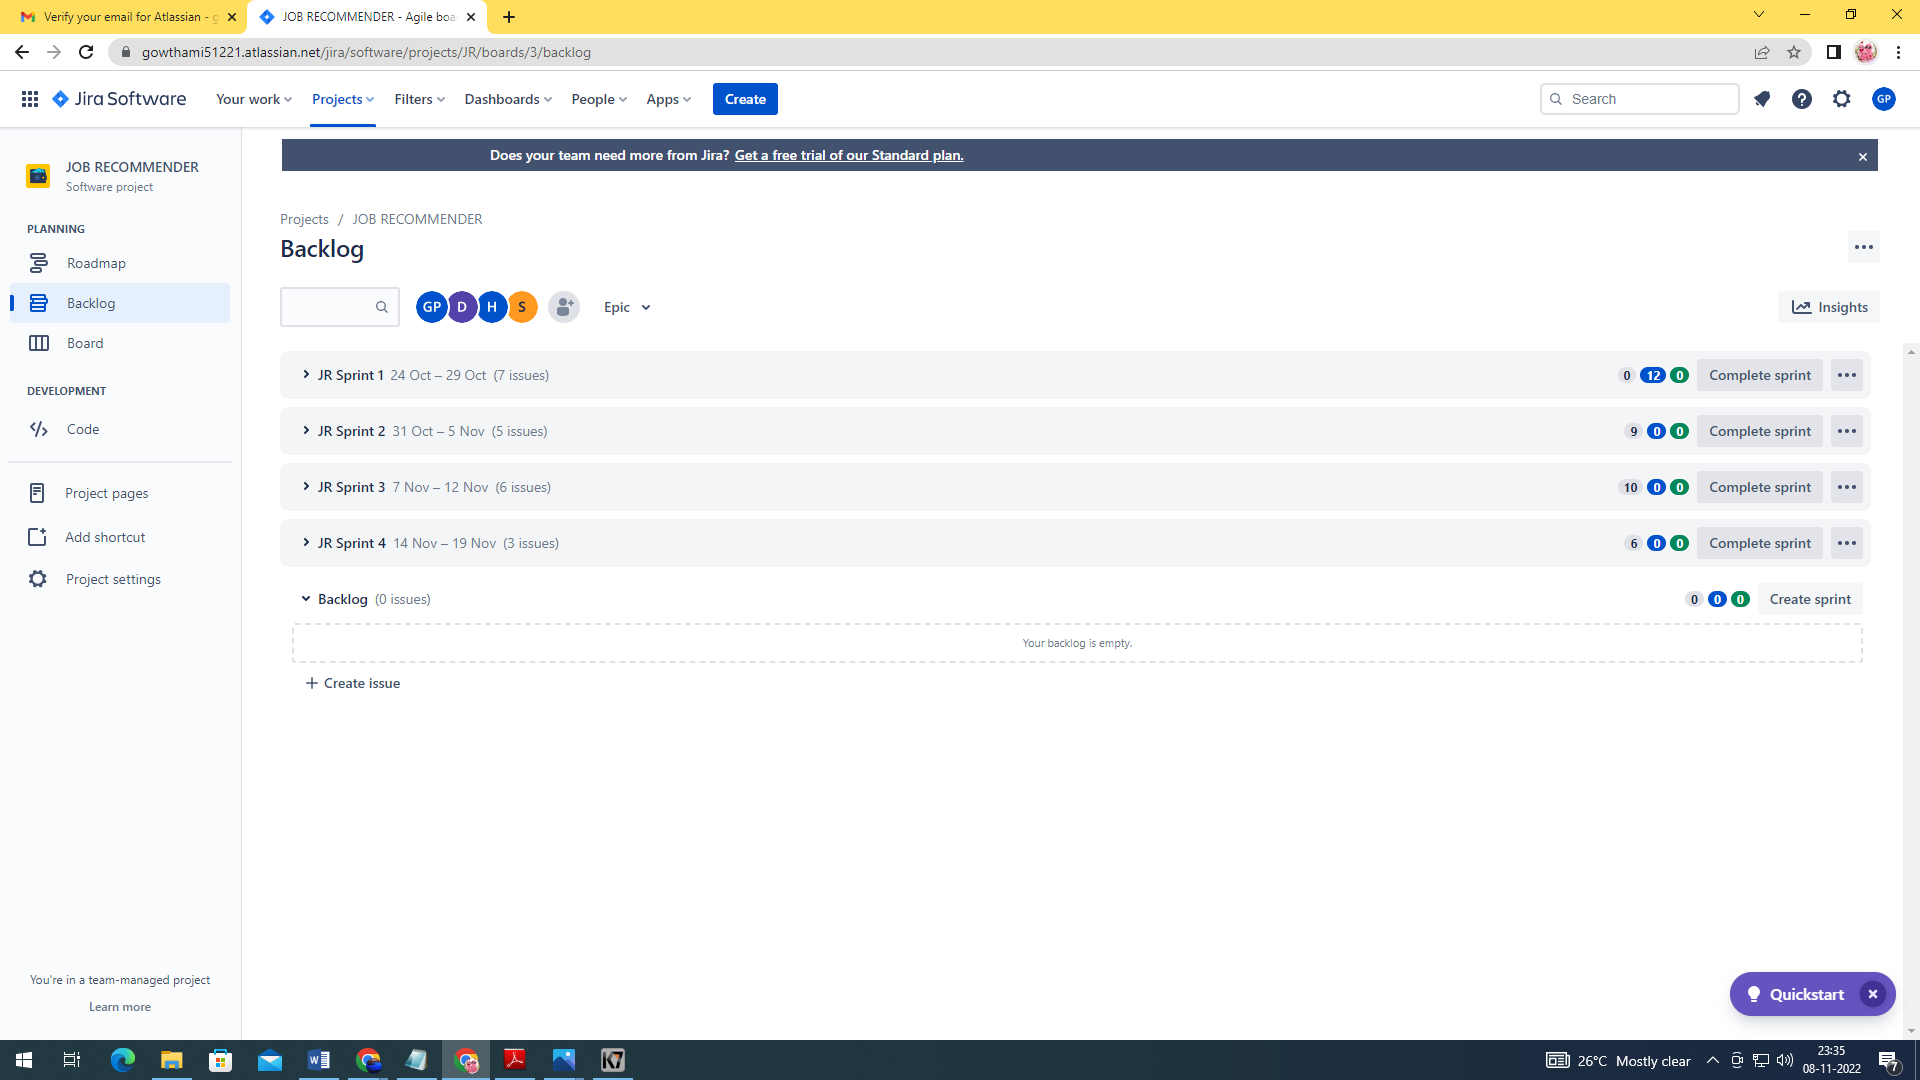 Verify your email for Atlassian - g
JOB RECOMMENDER - Agile boa
gowthami51221.atlassian.net/jira/software/projects/JR/boards/3/backlog
Jira Software
Your work
Projects
Filters
Dashboards
People
Apps
Create
Search
GP
JOB RECOMMENDER
Software project
PLANNING
Roadmap
Backlog
Board
DEVELOPMENT
Code
Project pages
Add shortcut
Project settings
You're in a team-managed project
Learn more
Does your team need more from Jira? Get a free trial of our Standard plan.
Projects / JOB RECOMMENDER
Backlog
GP D H S
Epic
Insights
JR Sprint 1 24 Oct – 29 Oct (7 issues) 0 12 0 Complete sprint
JR Sprint 2 31 Oct – 5 Nov (5 issues) 9 0 0 Complete sprint
JR Sprint 3 7 Nov – 12 Nov (6 issues) 10 0 0 Complete sprint
JR Sprint 4 14 Nov – 19 Nov (3 issues) 6 0 0 Complete sprint
Backlog (0 issues) 0 0 0 Create sprint
Your backlog is empty.
+ Create issue
Quickstart
26°C Mostly clear
23:35
08-11-2022
7